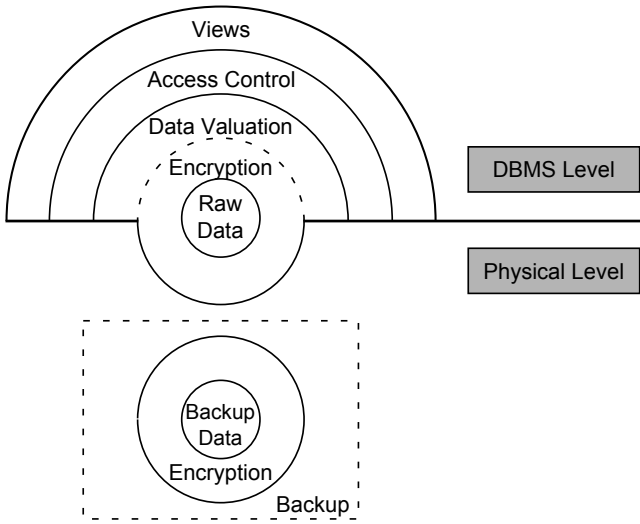 Views
Access Control
Data Valuation
Encryption
DBMS Level
Raw
Data
Physical Level
Backup
Data
Encryption
Backup